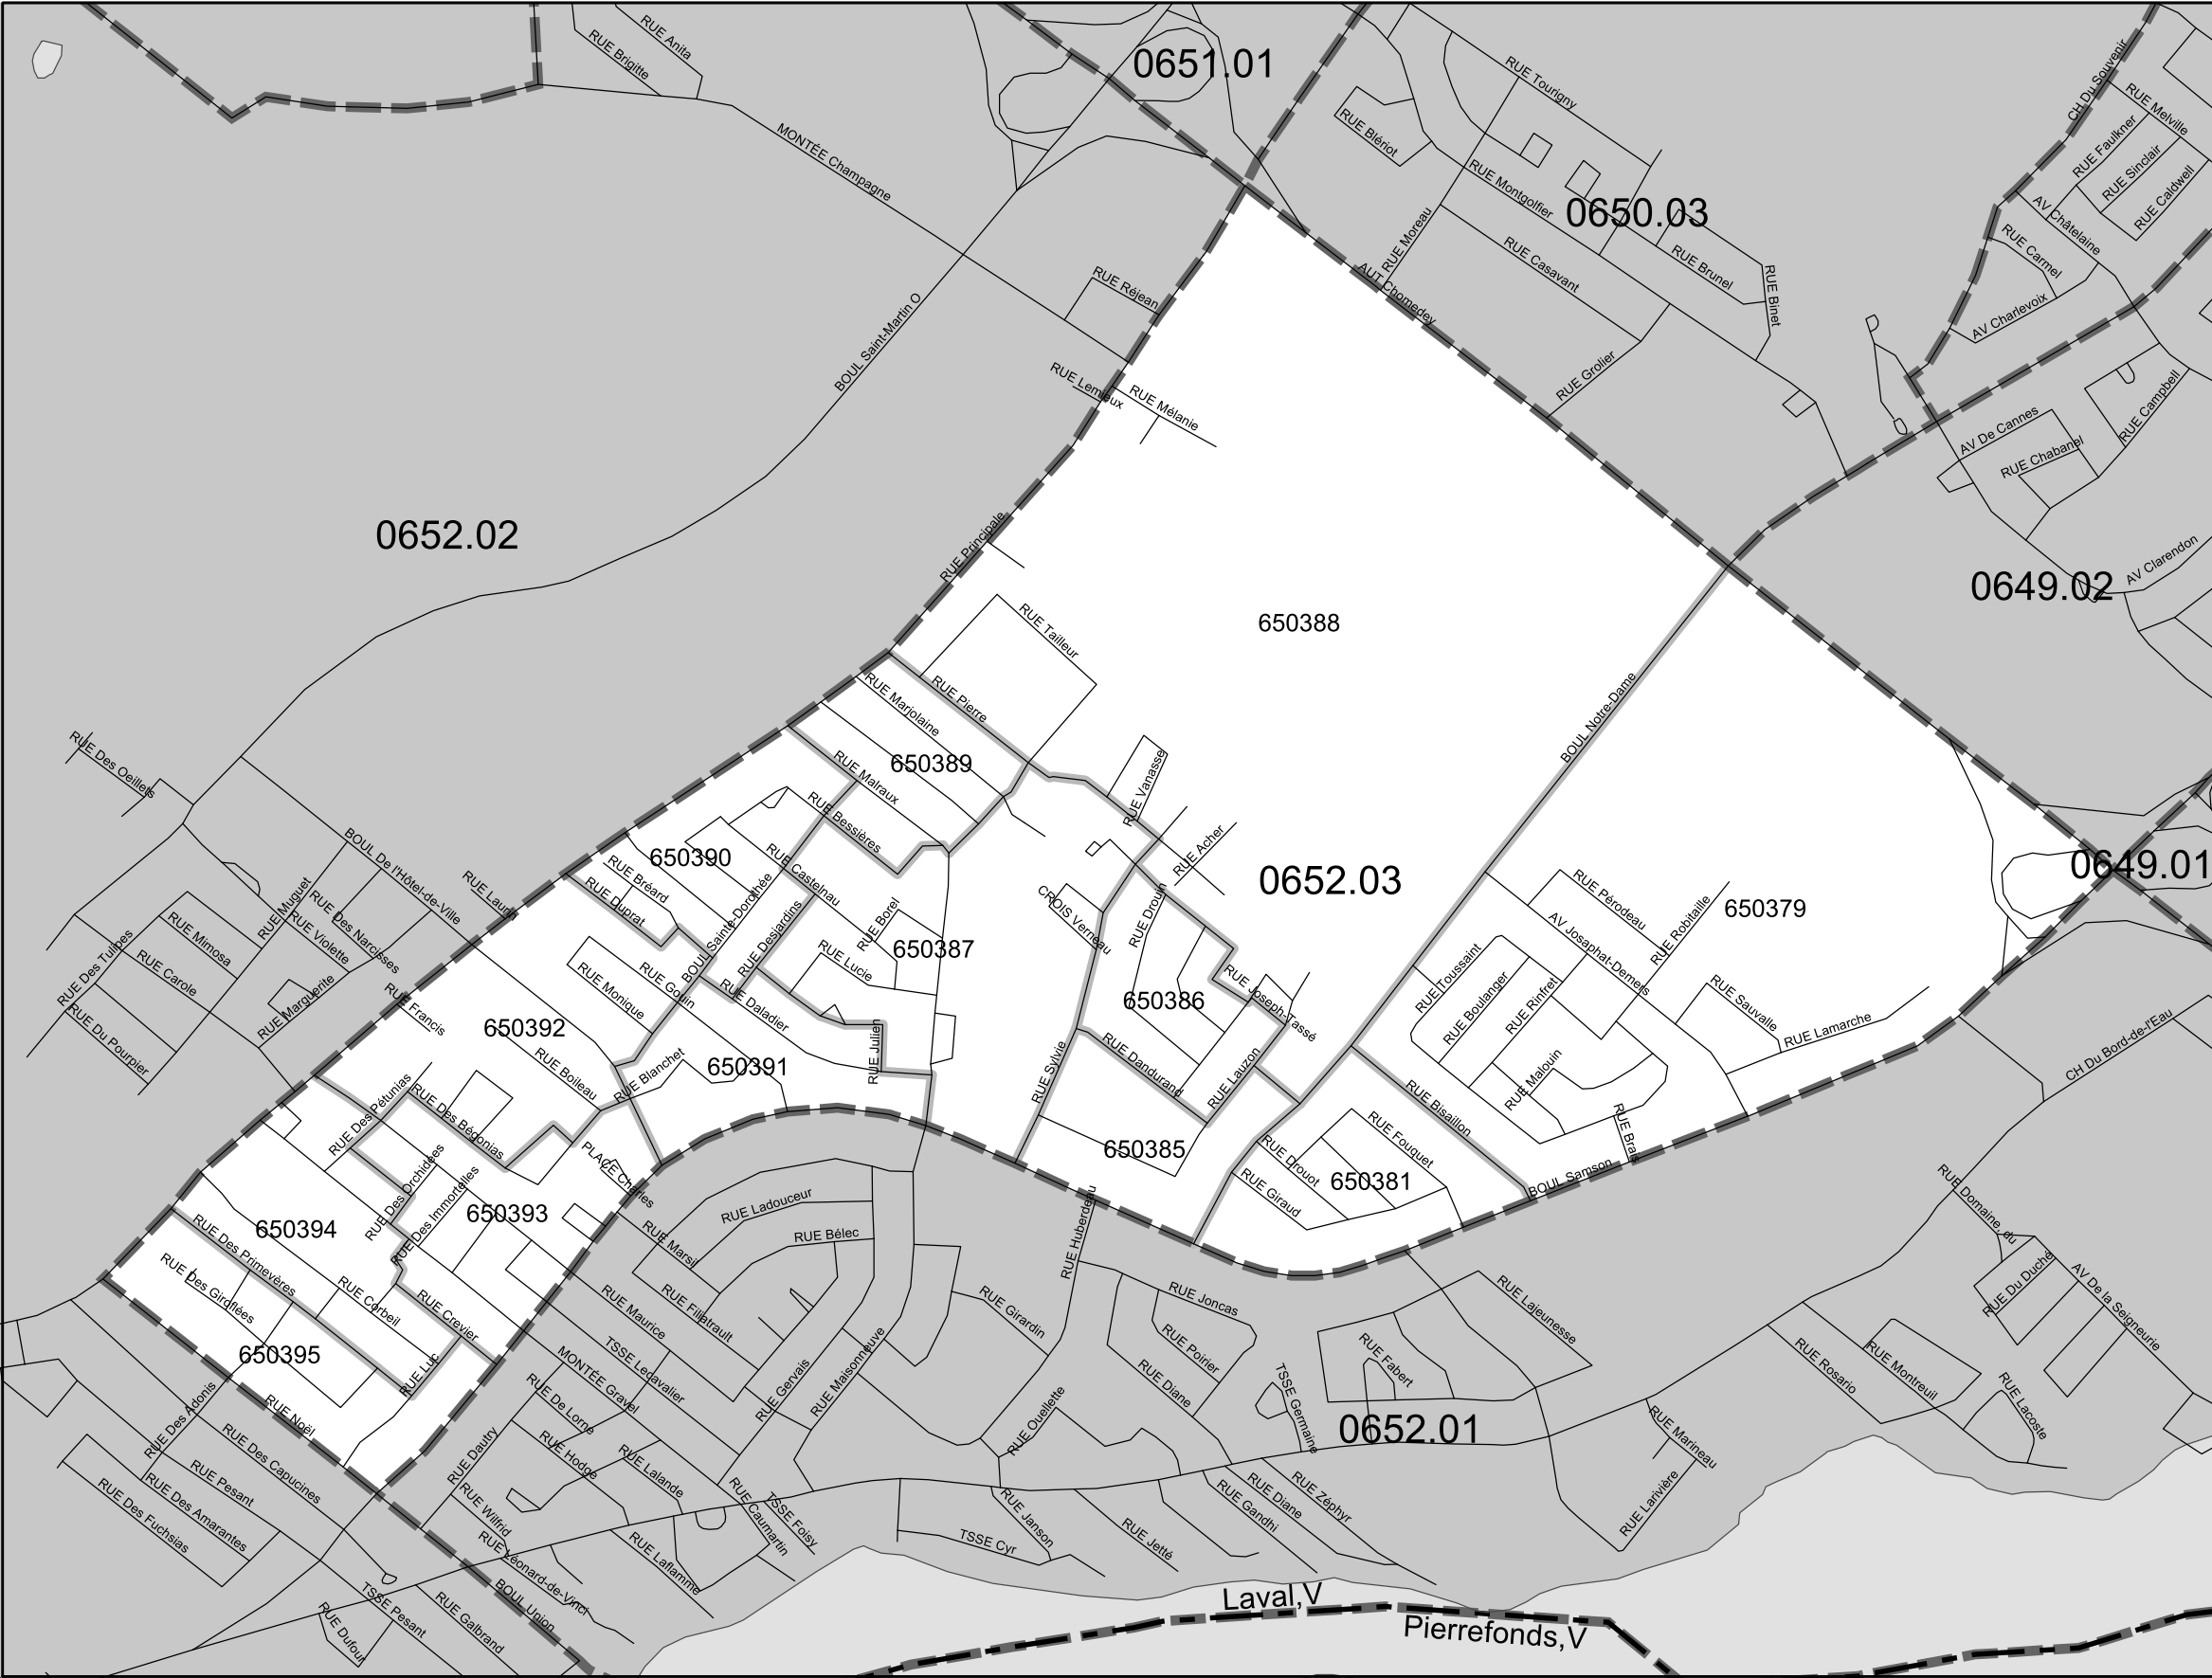 RUE Anita
RUE Brigitte
0651.01
RUE Tourigny
CH Du Souvenir
RUE Melville
RUE Faulkner
RUE Sinclair
RUE Caldwell
RUE Blériot
MONTÉE Champagne
RUE Montgolfier
0650.03
RUE Moreau
RUE Casavant
RUE Brunel
RUE Binet
AV Châtelaine
RUE Carmel
AV Charlevoix
RUE Réjean
AUT Chomedey
BOUL Saint-Martin O
RUE Lemieux
RUE Mélanie
RUE Grolier
AV De Cannes
RUE Chabanel
RUE Campbell
0652.02
RUE Principale
AV Clarendon
0649.02
650388
RUE Tailleur
RUE Pierre
RUE Marjolaine
BOUL Notre-Dame
RUE Des Oeillets
650389
RUE Malraux
RUE Vanasse
RUE Bessières
BOUL De l'Hôtel-de-Ville
650390
RUE Castelnau
RUE Acher
0652.03
0649.01
RUE Bréard
RUE Duprat
RUE Laurin
RUE Muguet
RUE Des Narcisses
RUE Violette
RUE Mimosa
RUE Carole
RUE Des Tulipes
RUE Du Pourpier
RUE Marguerite
BOUL Sainte-Dorothée
RUE Desjardins
RUE Borel
650387
RUE Lucie
CROIS Verneau
RUE Drouin
RUE Pérodeau
650379
AV Josaphat-Demers
RUE Robitaille
RUE Toussaint
RUE Boulanger
RUE Rinfret
RUE Sauvalle
RUE Lamarche
RUE Gouin
RUE Monique
RUE Daladier
RUE Francis
650392
650386
RUE Joseph-Tassé
RUE Julien
RUE Boileau
RUE Blanchet
650391
RUE Sylvie
RUE Dandurand
RUE Lauzon
RUE Malouin
RUE Brais
RUE Bisaillon
CH Du Bord-de-l'Eau
RUE Des Pétunias
RUE Des Bégonias
PLACE Charles
650385
RUE Drouot
RUE Giraud
RUE Fouquet
650381
BOUL Samson
RUE Des Orchidées
RUE Des Immortelles
650393
650394
RUE Ladouceur
RUE Bélec
RUE Marsi
RUE Huberdeau
RUE Domaine, du
RUE Du Duché
AV De la Seigneurie
RUE Des Primevères
RUE Des Giroflées
RUE Corbeil
RUE Crevier
RUE Maurice
RUE Filiatrault
RUE Girardin
RUE Joncas
RUE Poirier
RUE Diane
RUE Lajeunesse
RUE Fabert
RUE Rosario
RUE Montreuil
RUE Lacoste
650395
RUE Luc
TSSE Ledavalier
MONTÉE Gravel
RUE Gervais
RUE Maisonneuve
TSSE Germaine
0652.01
RUE Marineau
RUE Des Adonis
RUE Noël
RUE De Lorne
RUE Hodge
RUE Lalande
RUE Dautry
RUE Ouellette
RUE Des Capucines
RUE Pesant
RUE Des Amarantes
RUE Des Fuchsias
RUE Wilfrid
RUE Caumartin
TSSE Foisy
RUE Janson
RUE Jetté
RUE Gandhi
RUE Diane
RUE Zéphyr
RUE Larivière
RUE Léonard-de-Vinci
RUE Laflamme
TSSE Cyr
BOUL Union
TSSE Pesant
RUE Galbrand
RUE Dufour
Laval,V
Pierrefonds,V